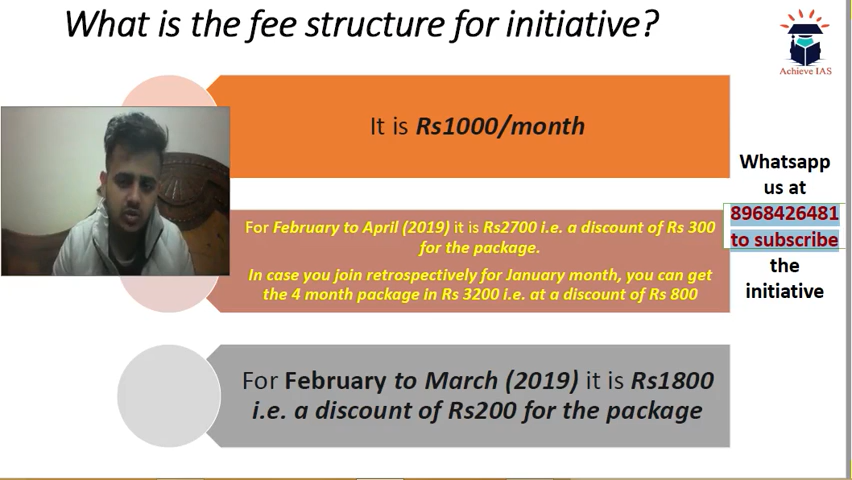 What is the fee structure for initiative?
Achieve IAS
It is Rs1000/month
For February to April (2019) it is Rs2700 i.e. a discount of Rs 300
for the package.
In case you join retrospectively for January month, you can get
the 4 month package in Rs 3200 i.e. at a discount of Rs 800
For February to March (2019) it is Rs1800
i.e. a discount of Rs200 for the package
Whatsapp
us at
8968426481
to subscribe
the
initiative